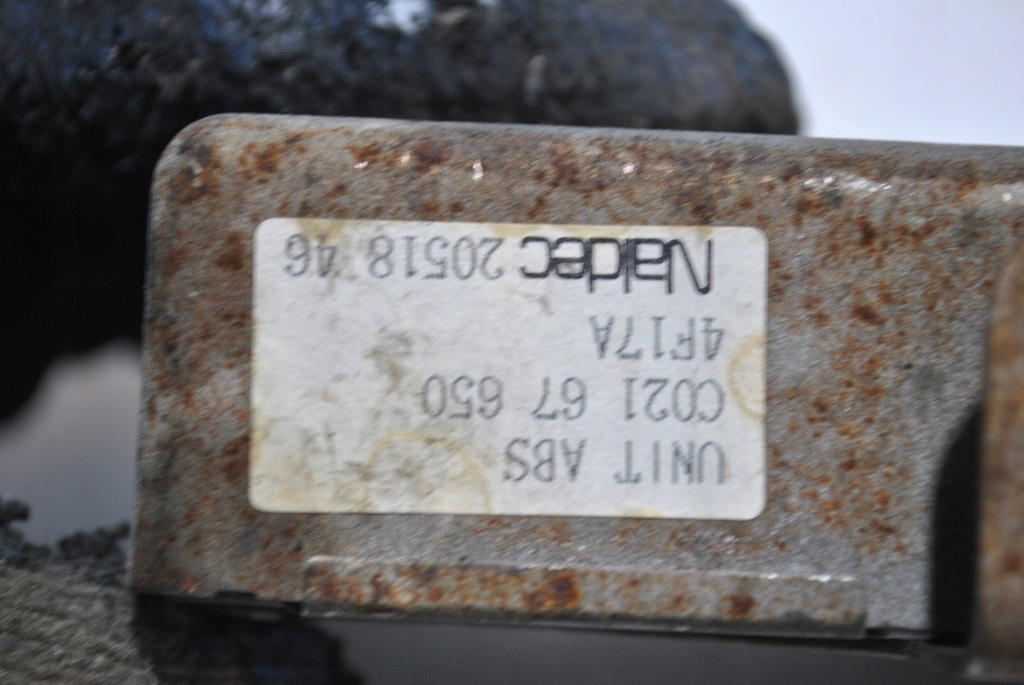 UNIT ABS
C021 67 650
4F17A
Naldec 20518 46